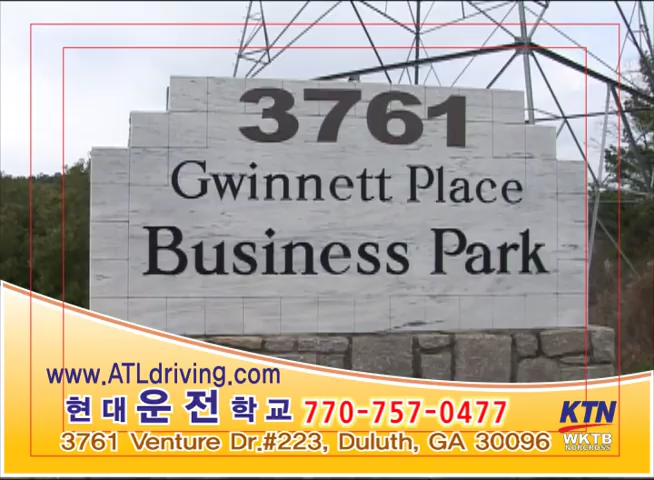 3761
Gwinnett Place
Business Park
www.ATLdriving.com
현대운전학교 770-757-0477
3761 Venture Dr.#223, Duluth, GA 30096
KTN
WKTB
NORCROSS